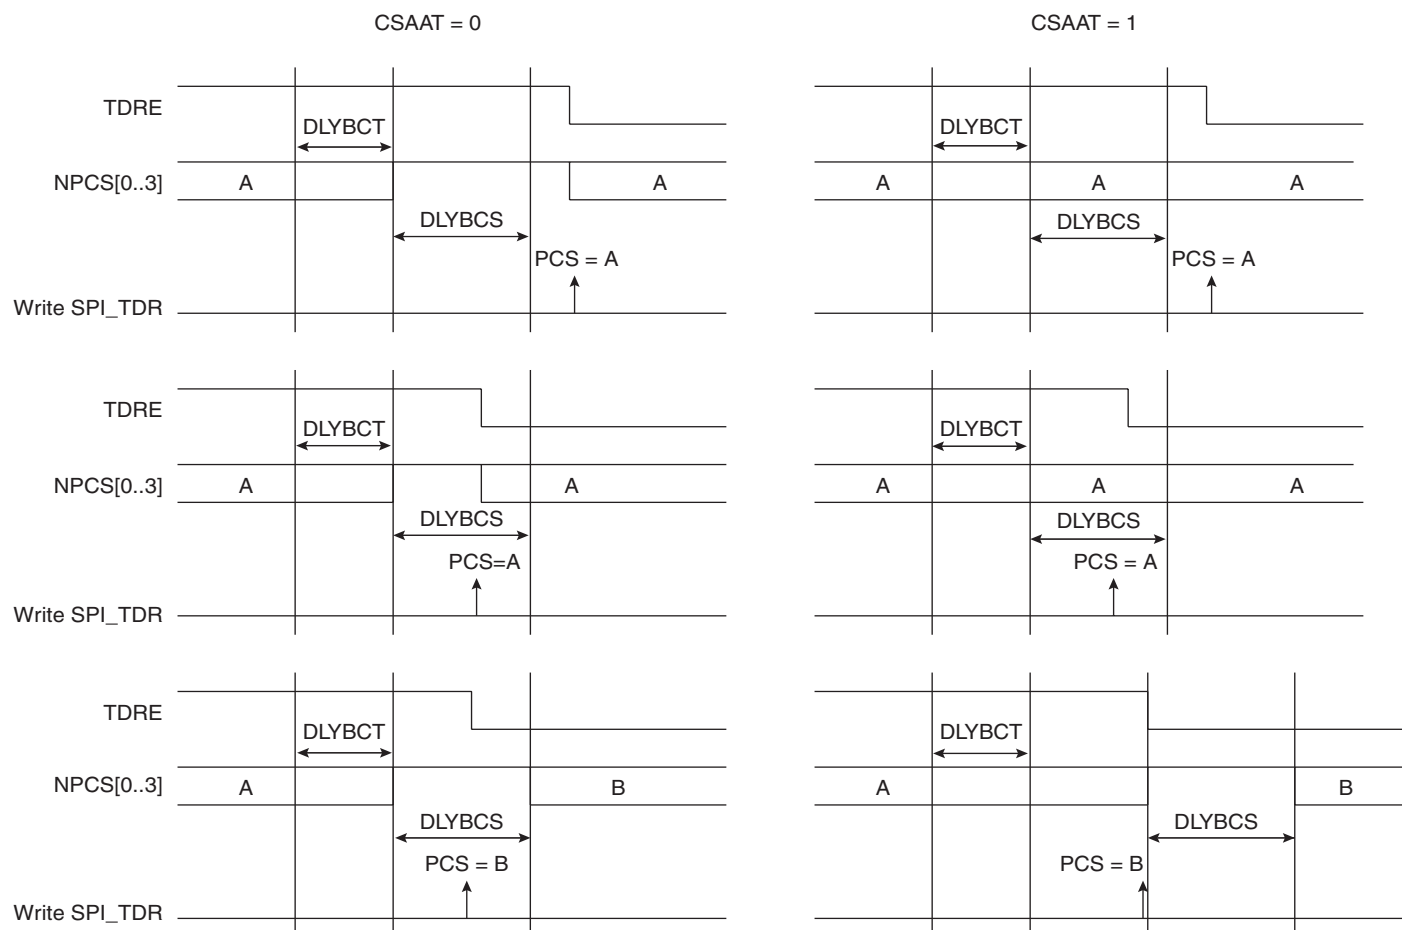 CSAAT = 0
CSAAT = 1
TDRE
DLYBCT
DLYBCT
NPCS[0..3]
A
A
A
A
A
DLYBCS
DLYBCS
PCS = A
PCS = A
Write SPI_TDR
TDRE
DLYBCT
DLYBCT
NPCS[0..3]
A
A
A
A
A
DLYBCS
DLYBCS
PCS=A
PCS = A
Write SPI_TDR
TDRE
DLYBCT
DLYBCT
NPCS[0..3]
A
B
A
B
DLYBCS
DLYBCS
PCS = B
PCS = B
Write SPI_TDR